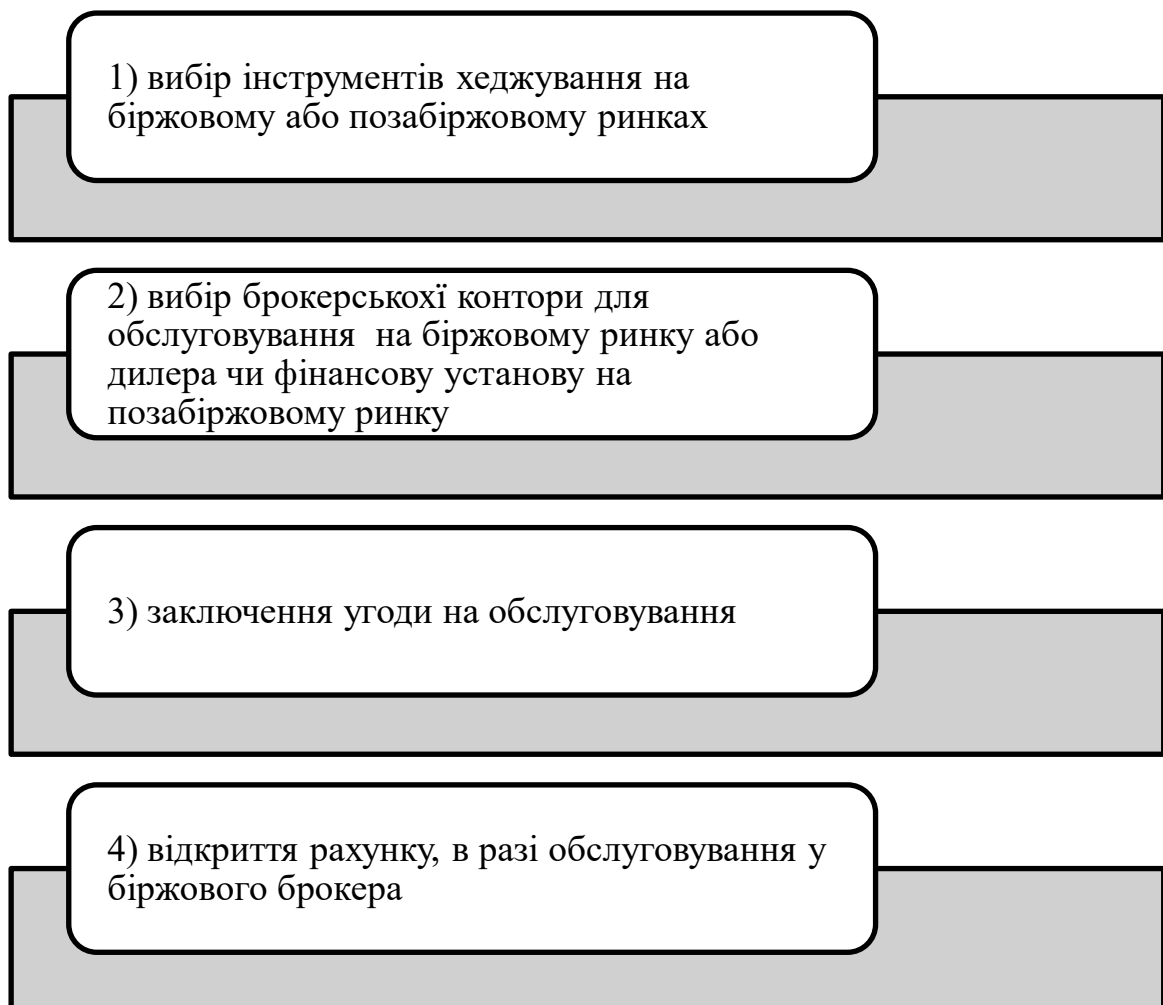 1) вибір інструментів хеджування на
біржовому або позабіржовому ринках
2) вибір брокерськохї контори для
обслуговування на біржовому ринку або
дилера чи фінансову установу на
позабіржовому ринку
3) заключення угоди на обслуговування
4) відкриття рахунку, в разі обслуговування у
біржового брокера